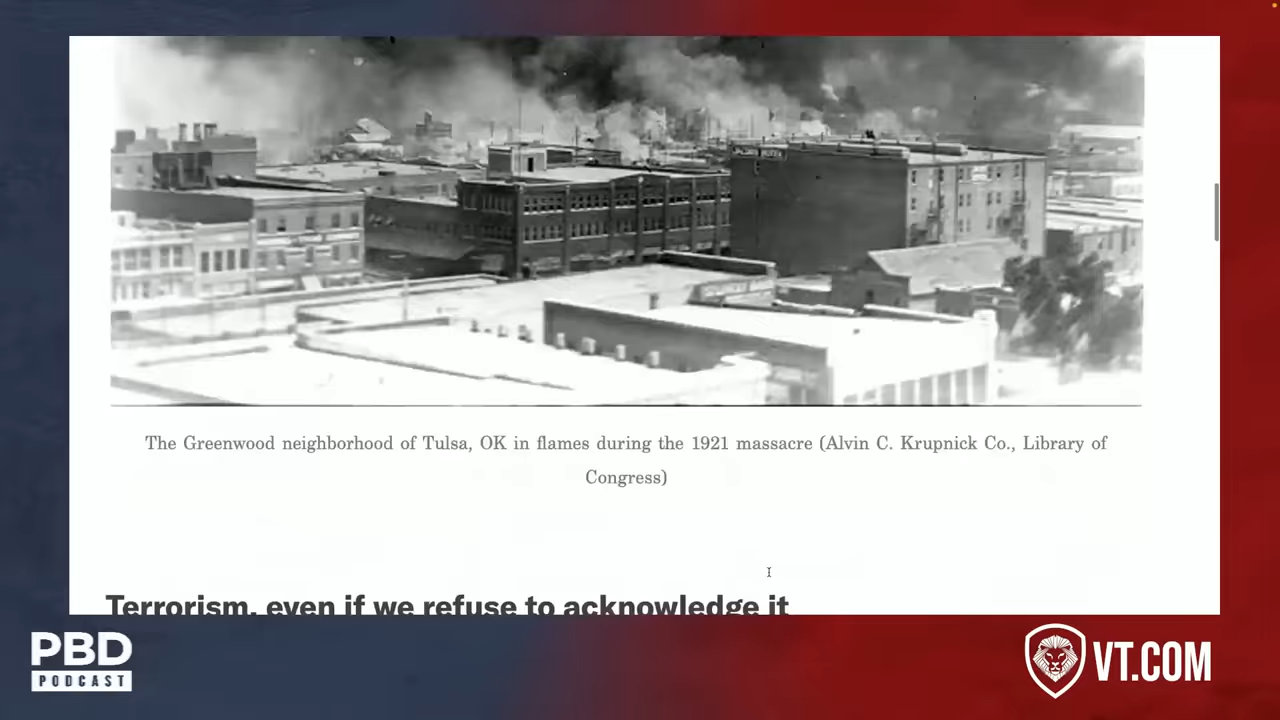 The Greenwood neighborhood of Tulsa, OK in flames during the 1921 massacre (Alvin C. Krupnick Co., Library of
Congress)
Terrorism, even if we refuse to acknowledge it
PBD
PODCAST
VT.COM